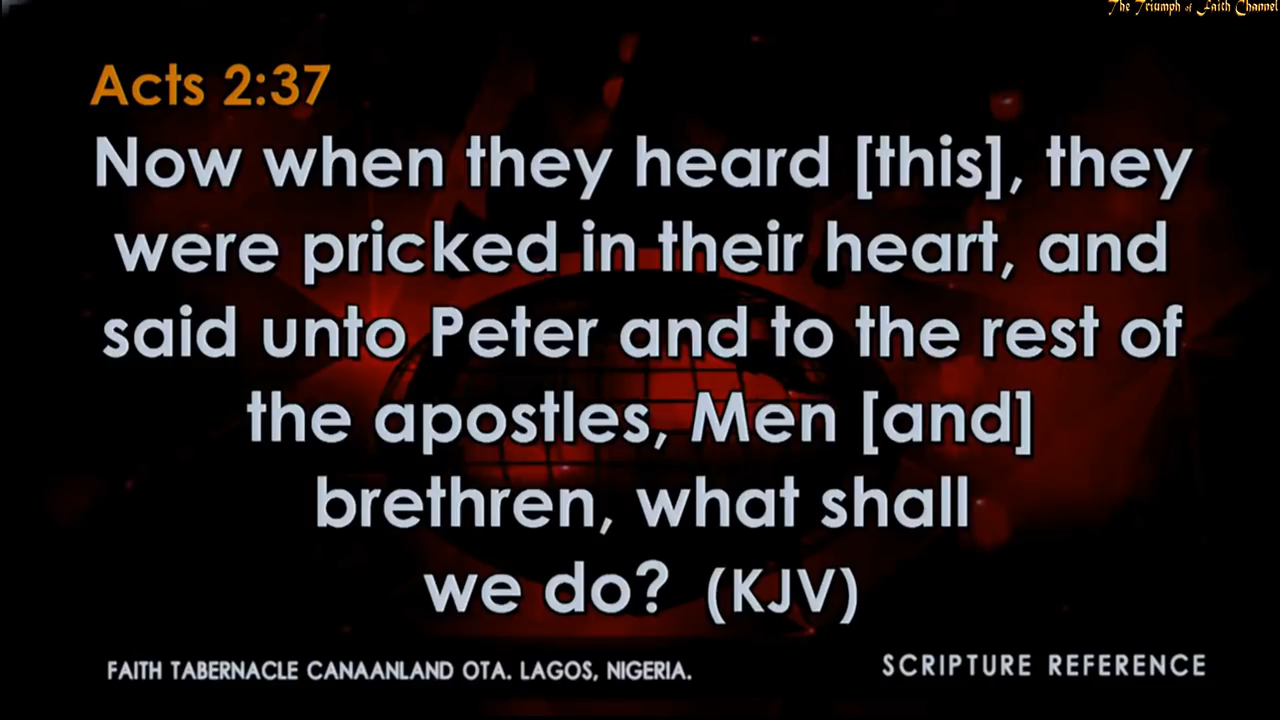 The Triumph of Faith Channel
Acts 2:37
Now when they heard [this], they
were pricked in their heart, and
said unto Peter and to the rest of
the apostles, Men [and]
brethren, what shall
we do? (KJV)
FAITH TABERNACLE CANAANLAND OTA. LAGOS, NIGERIA.
SCRIPTURE REFERENCE